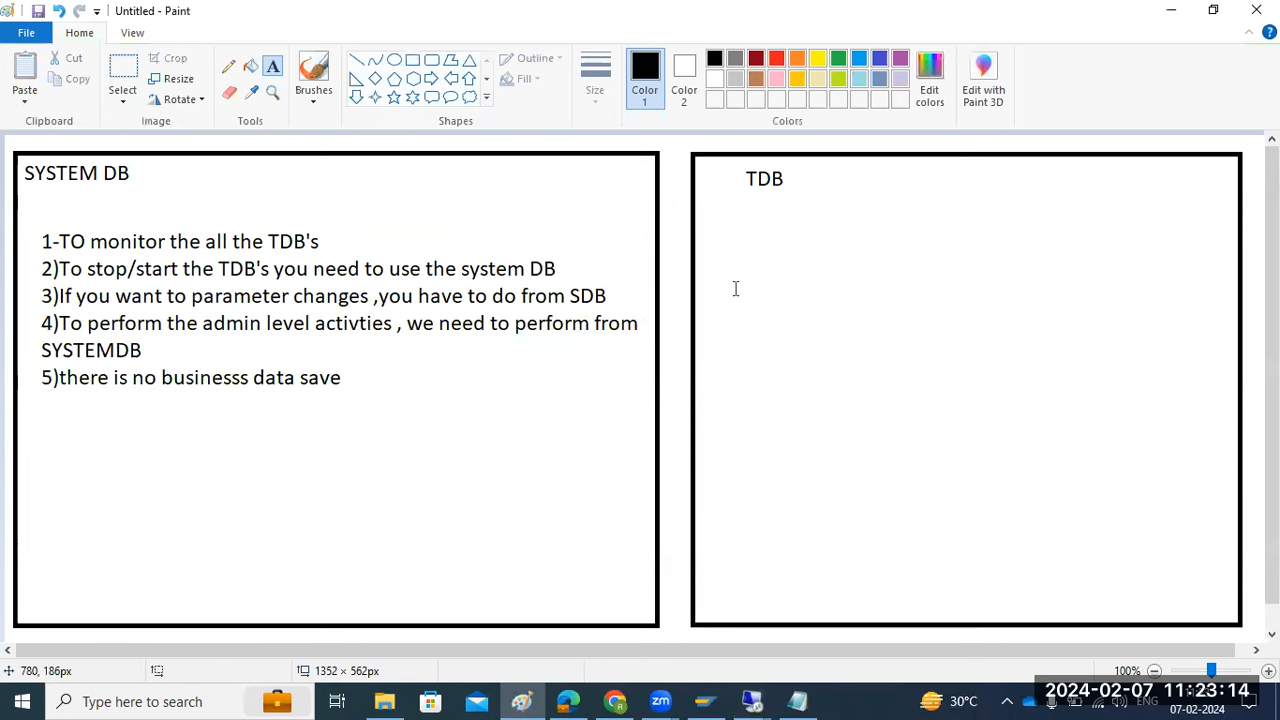 Untitled - Paint
File
Home
View
Paste
Cut
Copy
Clipboard
Select
Crop
Resize
Rotate
Image
Tools
Brushes
Shapes
Outline
Fill
Size
Color 1
Color 2
Colors
Edit colors
Edit with Paint 3D
SYSTEM DB
1-TO monitor the all the TDB's
2)To stop/start the TDB's you need to use the system DB
3)If you want to parameter changes ,you have to do from SDB
4)To perform the admin level activties , we need to perform from
SYSTEMDB
5)there is no businesss data save
TDB
780, 186px
1352 × 562px
100%
Type here to search
30°C
ENG
2024-02-07 11:23:14
07-02-2024